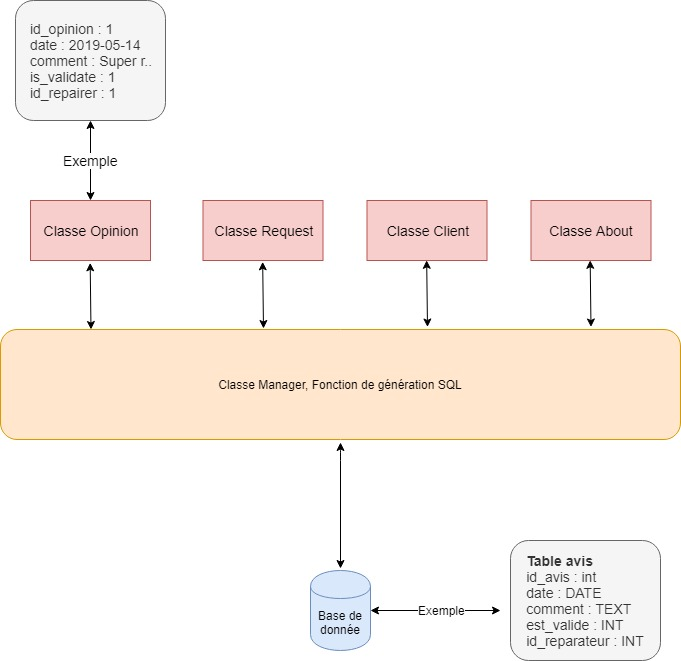 id_opinion : 1
date : 2019-05-14
comment : Super r..
is_validate : 1
id_repairer : 1
Exemple
Classe Opinion
Classe Request
Classe Client
Classe About
Classe Manager, Fonction de génération SQL
Base de
donnée
Exemple
Table avis
id_avis : int
date : DATE
comment : TEXT
est_valide : INT
id_reparateur : INT